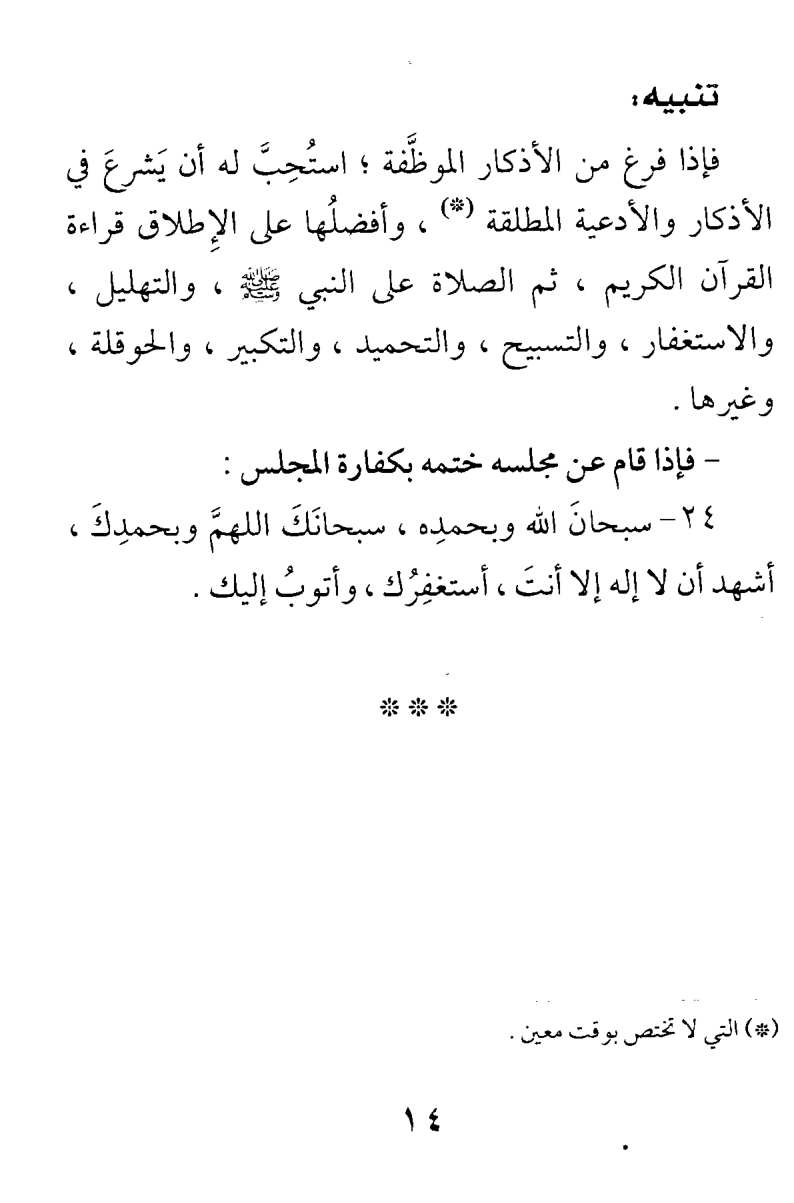 تنبيه :
فإذا فرغ من الأذكار الموظَّفة ؛ استُحِبَّ له أن يَشرعَ في
الأذكار والأدعية المطلقة (*) ، وأفضلُها على الإِطلاق قراءة
القرآن الكريم ، ثم الصلاة على النبي ﷺ ، والتهليل ،
والاستغفار ، والتسبيح ، والتحميد ، والتكبير ، والحوقلة ،
وغيرها .
– فإذا قام عن مجلسه ختمه بكفارة المجلس :
٢٤– سبحانَ الله وبحمدِه ، سبحانَكَ اللهمَّ وبحمدِكَ ،
أشهد أن لا إله إلا أنتَ ، أستغفِرُك ، وأتوبُ إليك .
* * *
(*) التي لا تختص بوقت معين .
١٤